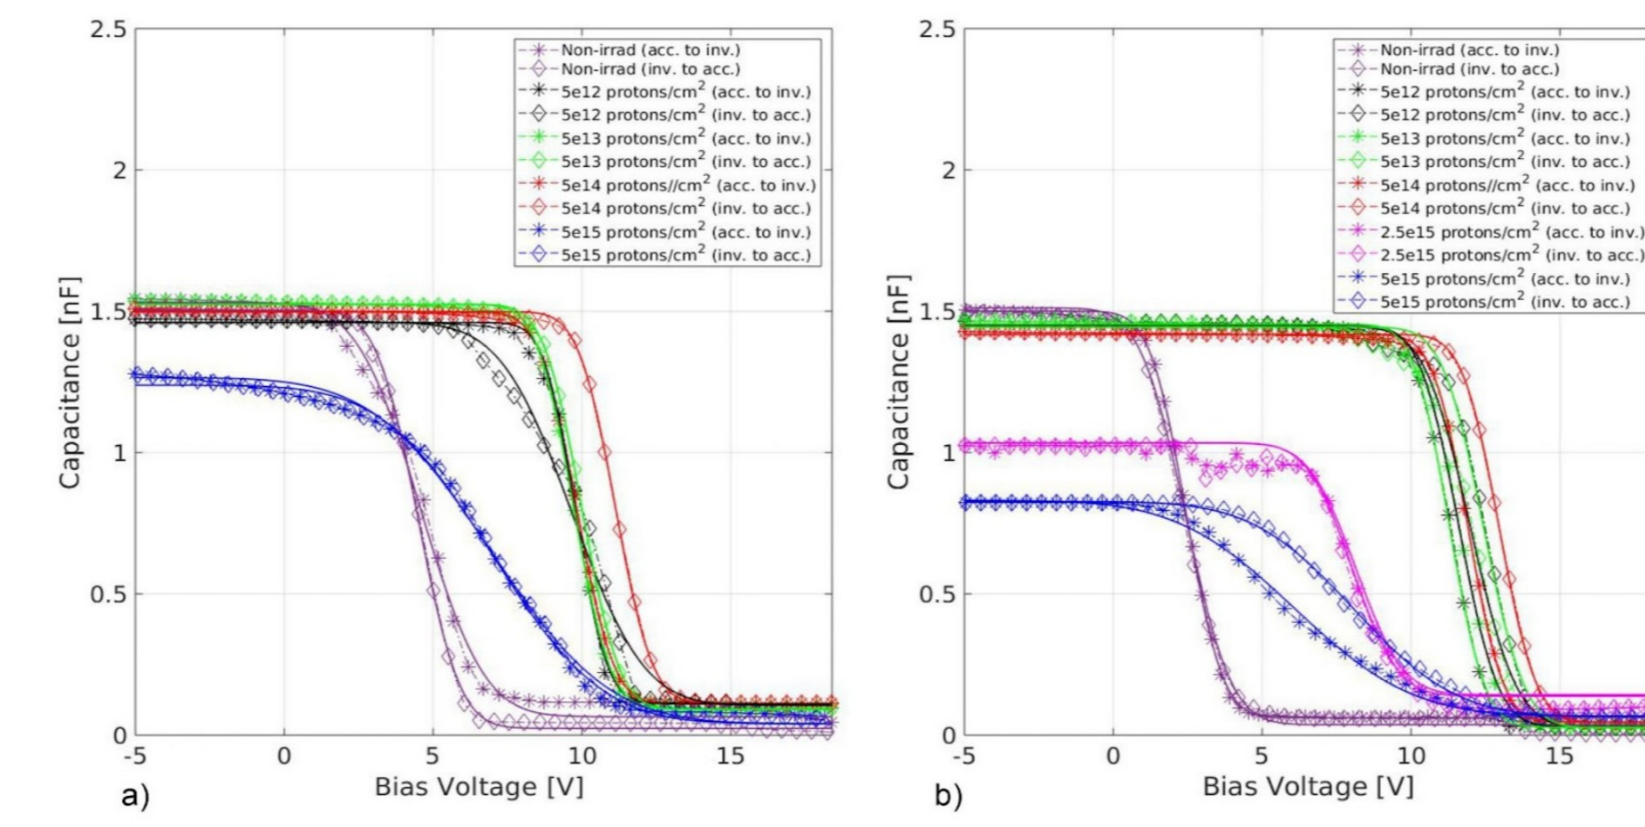 2.5
2
1.5
1
0.5
0
-5
0
5
10
15
Capacitance [nF]
Bias Voltage [V]
a)
Non-irrad (acc. to inv.)
Non-irrad (inv. to acc.)
5e12 protons/cm² (acc. to inv.)
5e12 protons/cm² (inv. to acc.)
5e13 protons/cm² (acc. to inv.)
5e13 protons/cm² (inv. to acc.)
5e14 protons//cm² (acc. to inv.)
5e14 protons/cm² (inv. to acc.)
5e15 protons/cm² (acc. to inv.)
5e15 protons/cm² (inv. to acc.)
2.5
2
1.5
1
0.5
0
-5
0
5
10
15
Capacitance [nF]
Bias Voltage [V]
b)
Non-irrad (acc. to inv.)
Non-irrad (inv. to acc.)
5e12 protons/cm² (acc. to inv.)
5e12 protons/cm² (inv. to acc.)
5e13 protons/cm² (acc. to inv.)
5e13 protons/cm² (inv. to acc.)
5e14 protons//cm² (acc. to inv.)
5e14 protons/cm² (inv. to acc.)
2.5e15 protons/cm² (acc. to inv.)
2.5e15 protons/cm² (inv. to acc.)
5e15 protons/cm² (acc. to inv.)
5e15 protons/cm² (inv. to acc.)